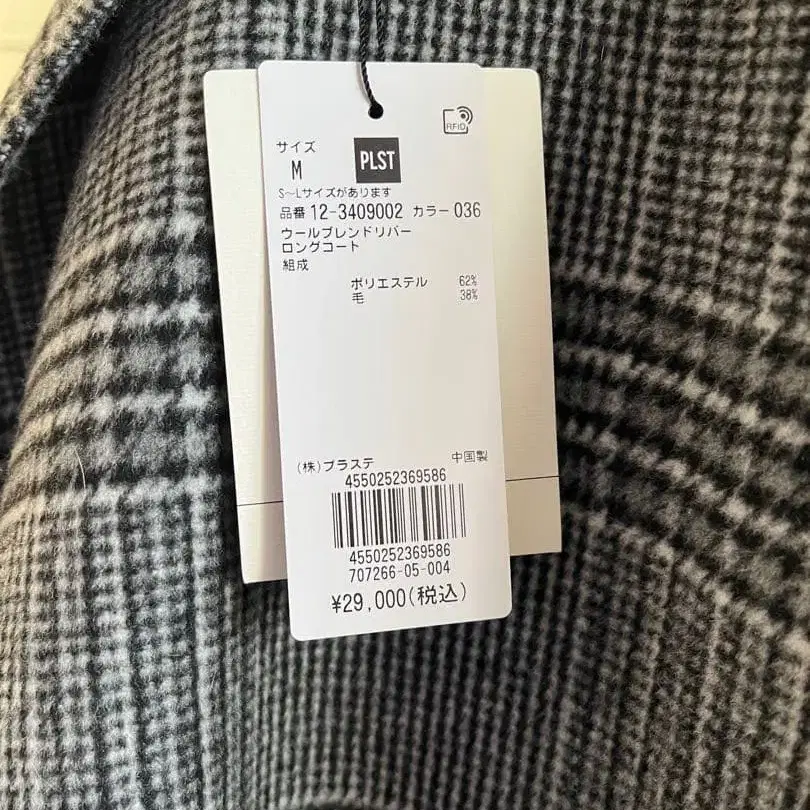 RFID
サイズ
M
PLST
S~Lサイズがあります
品番 12-3409002 カラー 036
ウールブレンドリバー
ロングコート
組成
ポリエステル 62%
毛 38%
(株)プラステ 中国製
4550252369586
4550252369586
707266-05-004
¥29,000(税込)